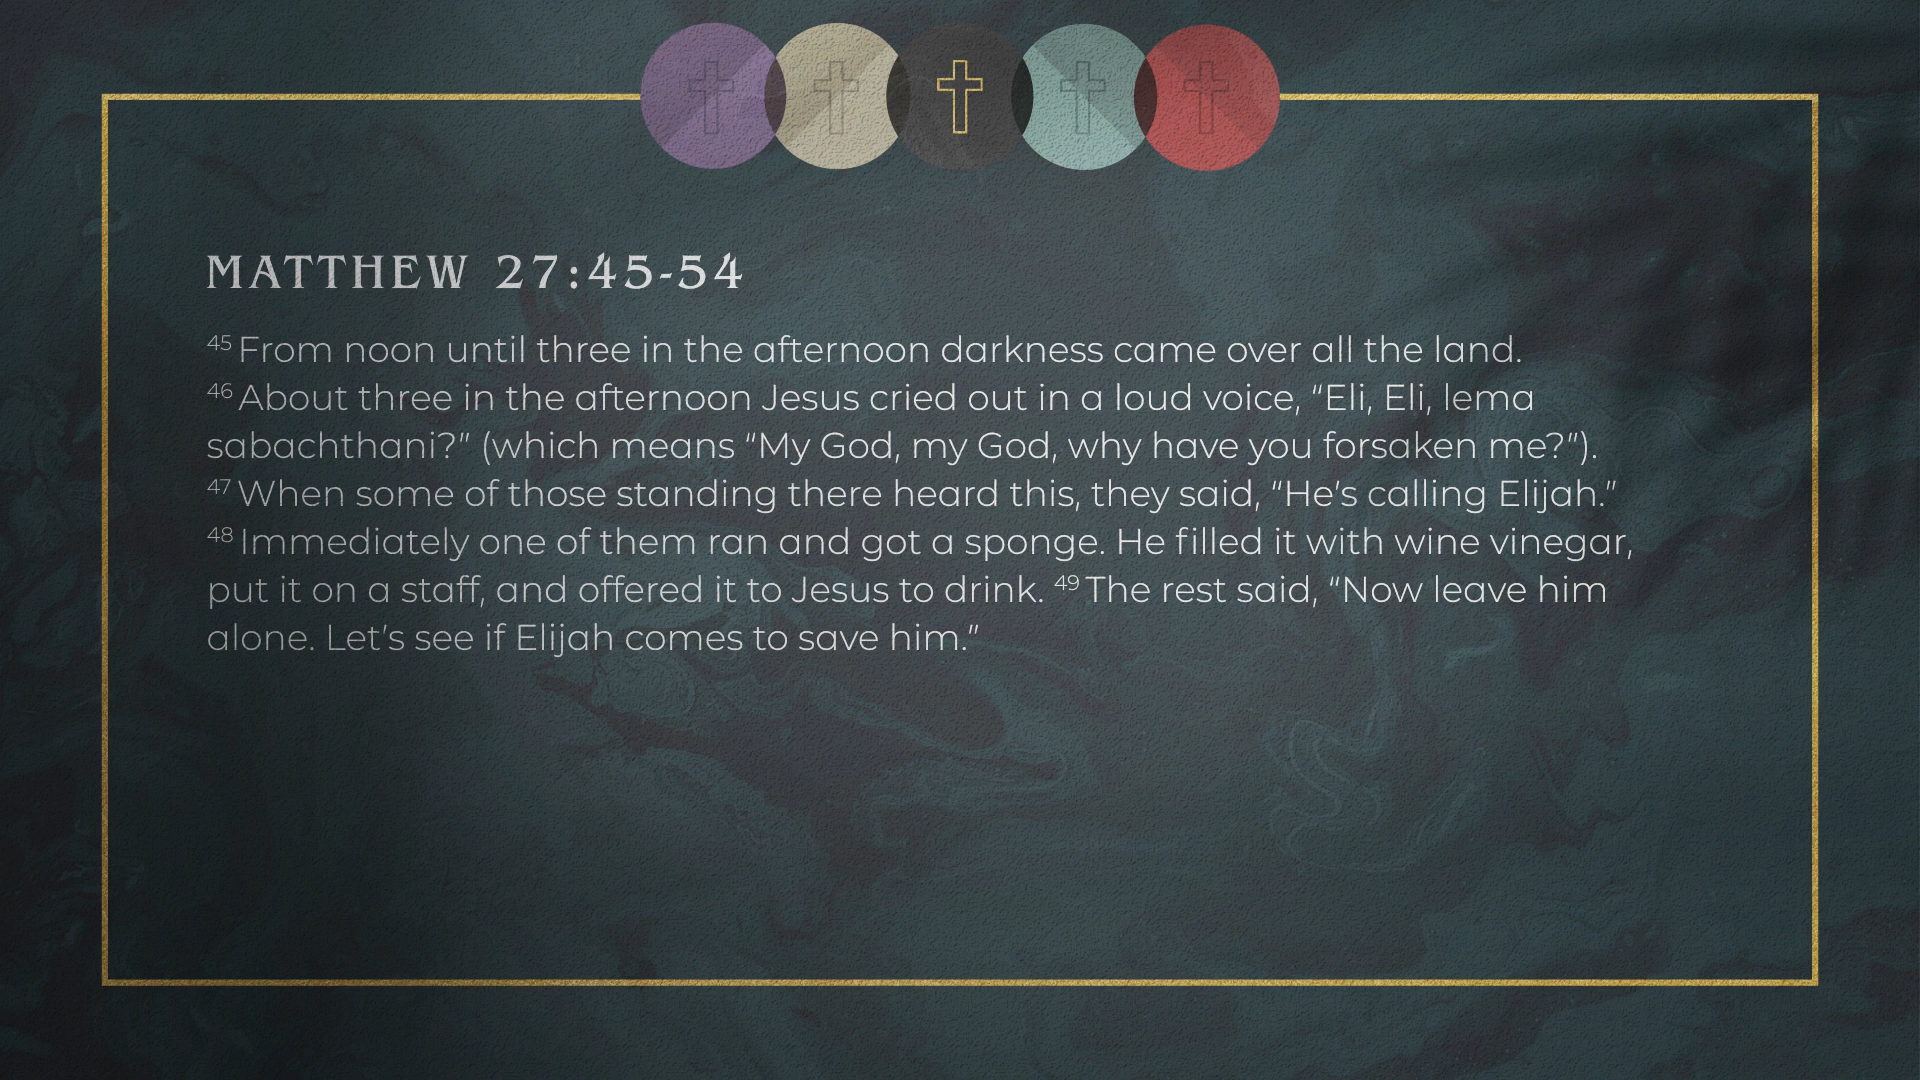 MATTHEW 27:45-54
45 From noon until three in the afternoon darkness came over all the land.
46 About three in the afternoon Jesus cried out in a loud voice, “Eli, Eli, lema
sabachthani?” (which means “My God, my God, why have you forsaken me?”).
47 When some of those standing there heard this, they said, “He’s calling Elijah.”
48 Immediately one of them ran and got a sponge. He filled it with wine vinegar,
put it on a staff, and offered it to Jesus to drink. 49 The rest said, “Now leave him
alone. Let’s see if Elijah comes to save him.”